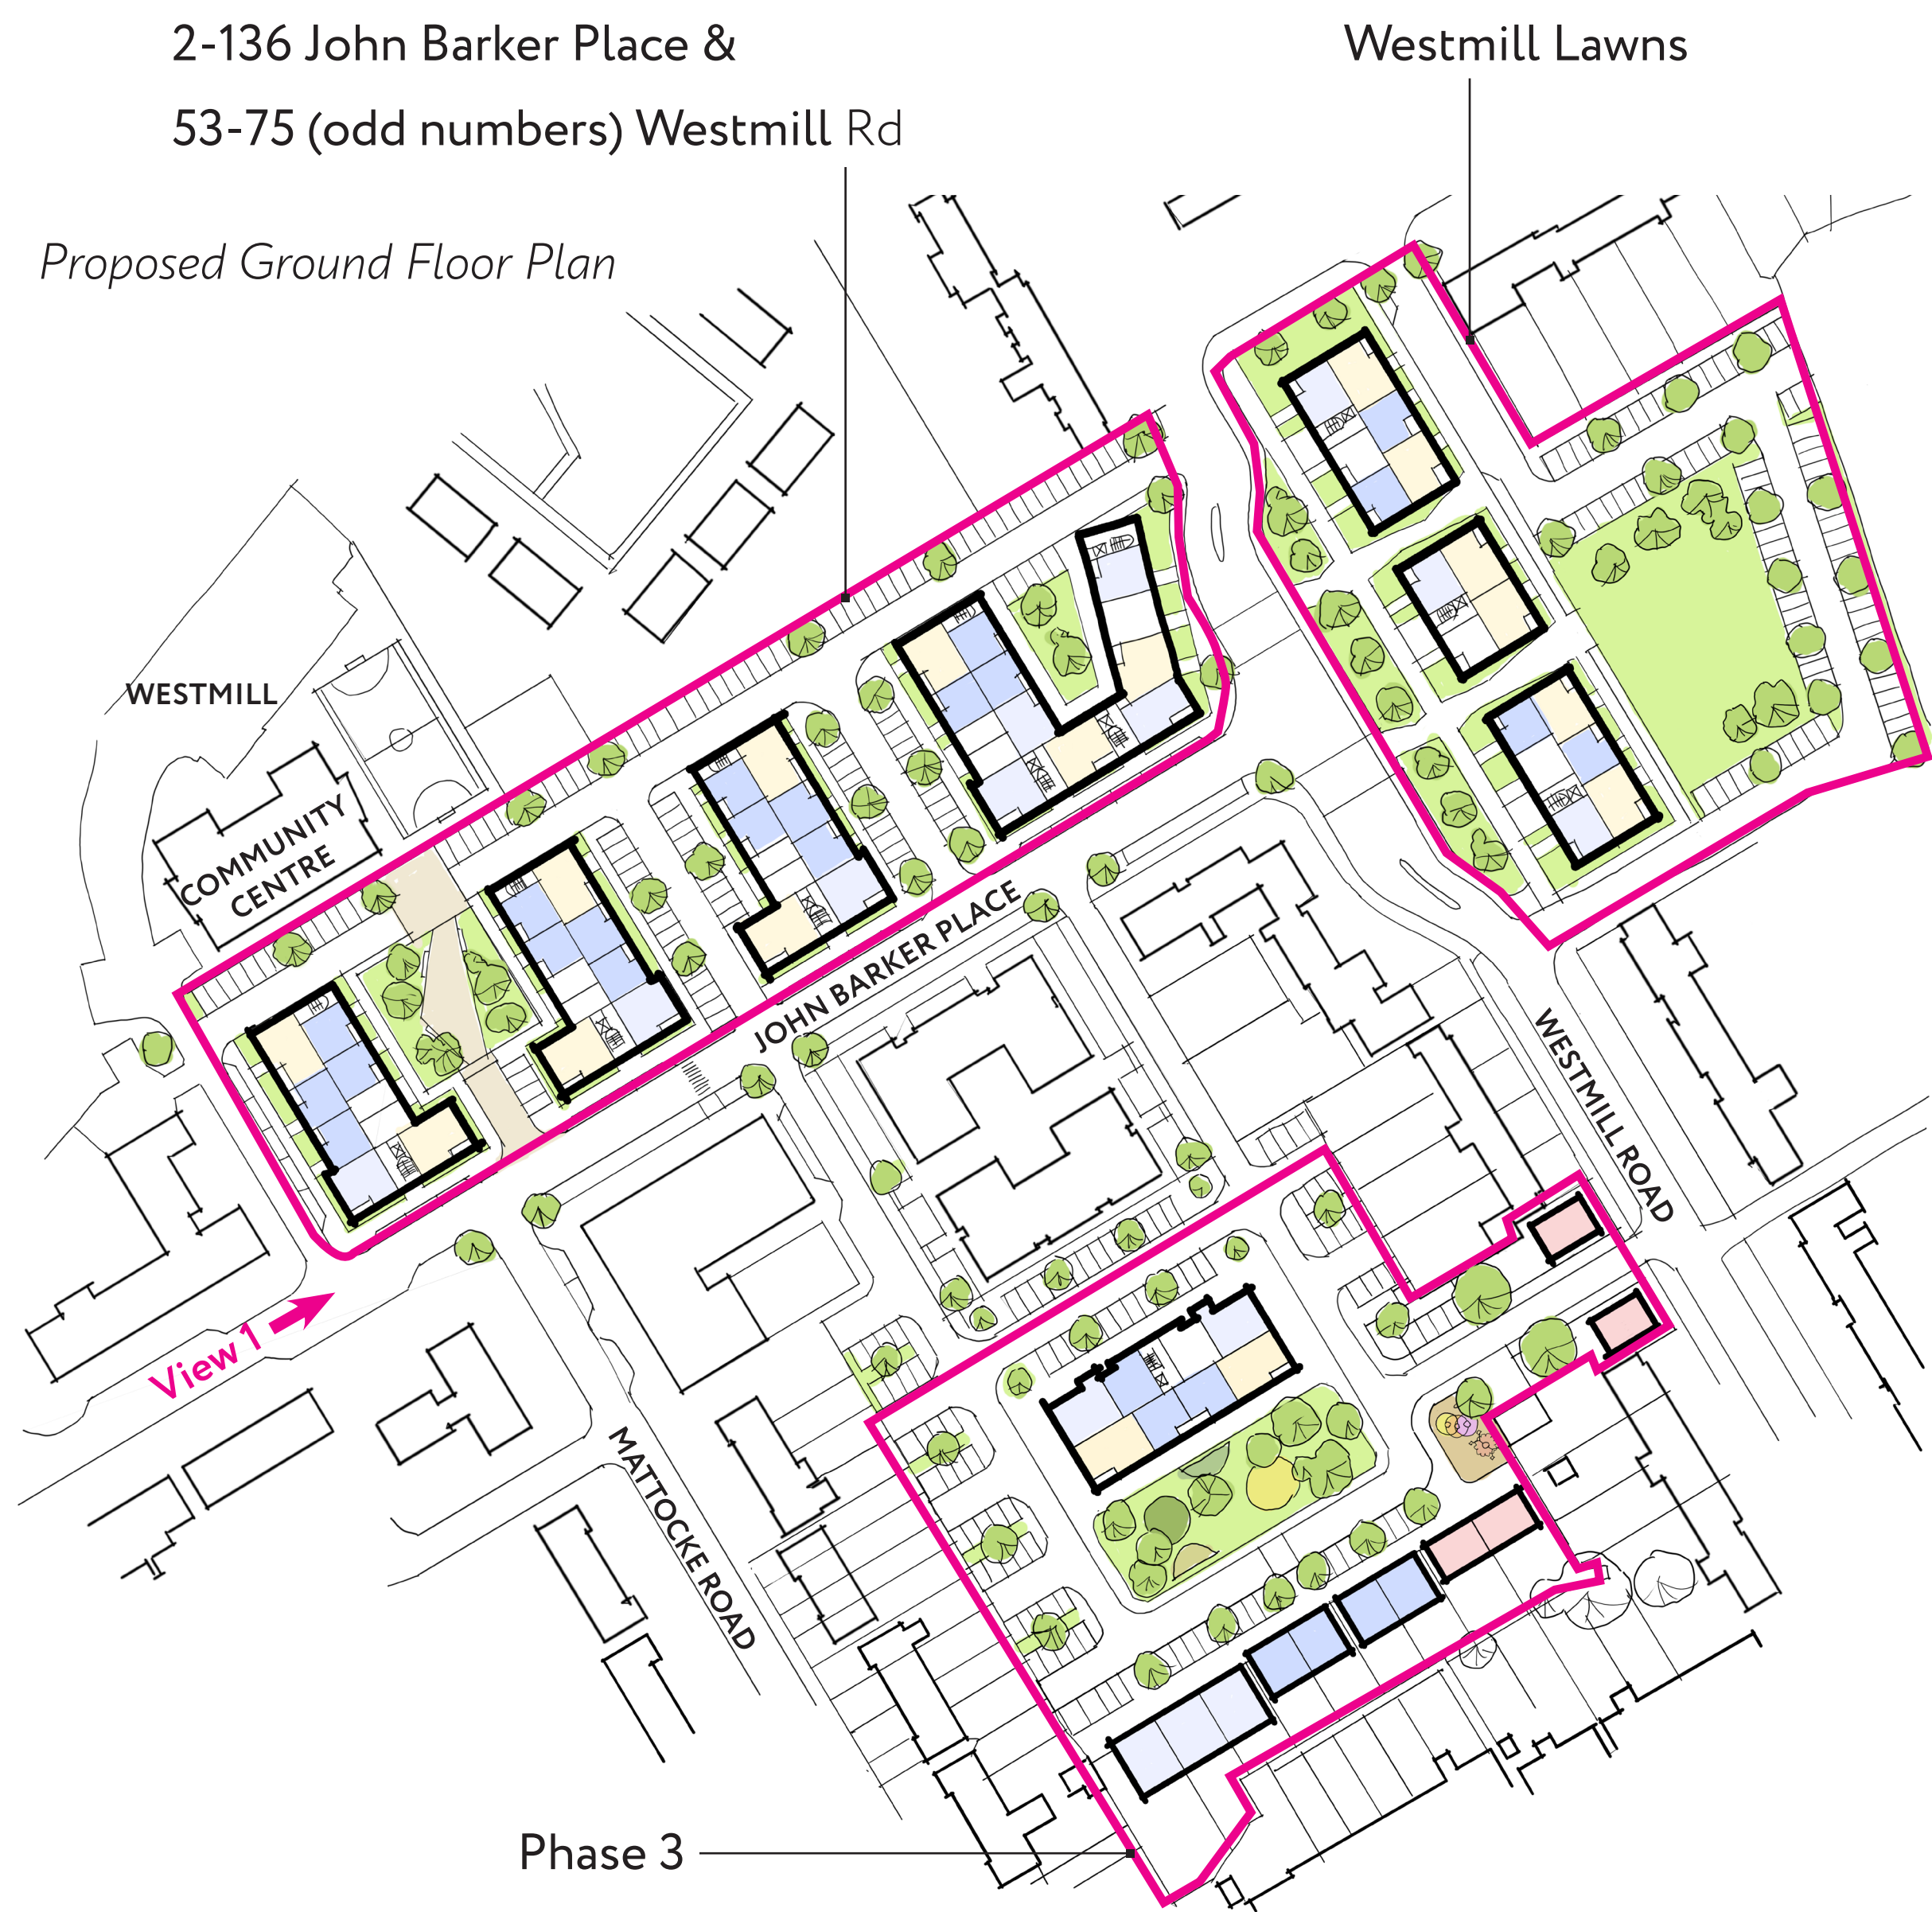 2-136 John Barker Place &
53-75 (odd numbers) Westmill Rd
Westmill Lawns
Proposed Ground Floor Plan
WESTMILL
COMMUNITY
CENTRE
JOHN BARKER PLACE
WESTMILL ROAD
View 1
MATTOCKE ROAD
Phase 3